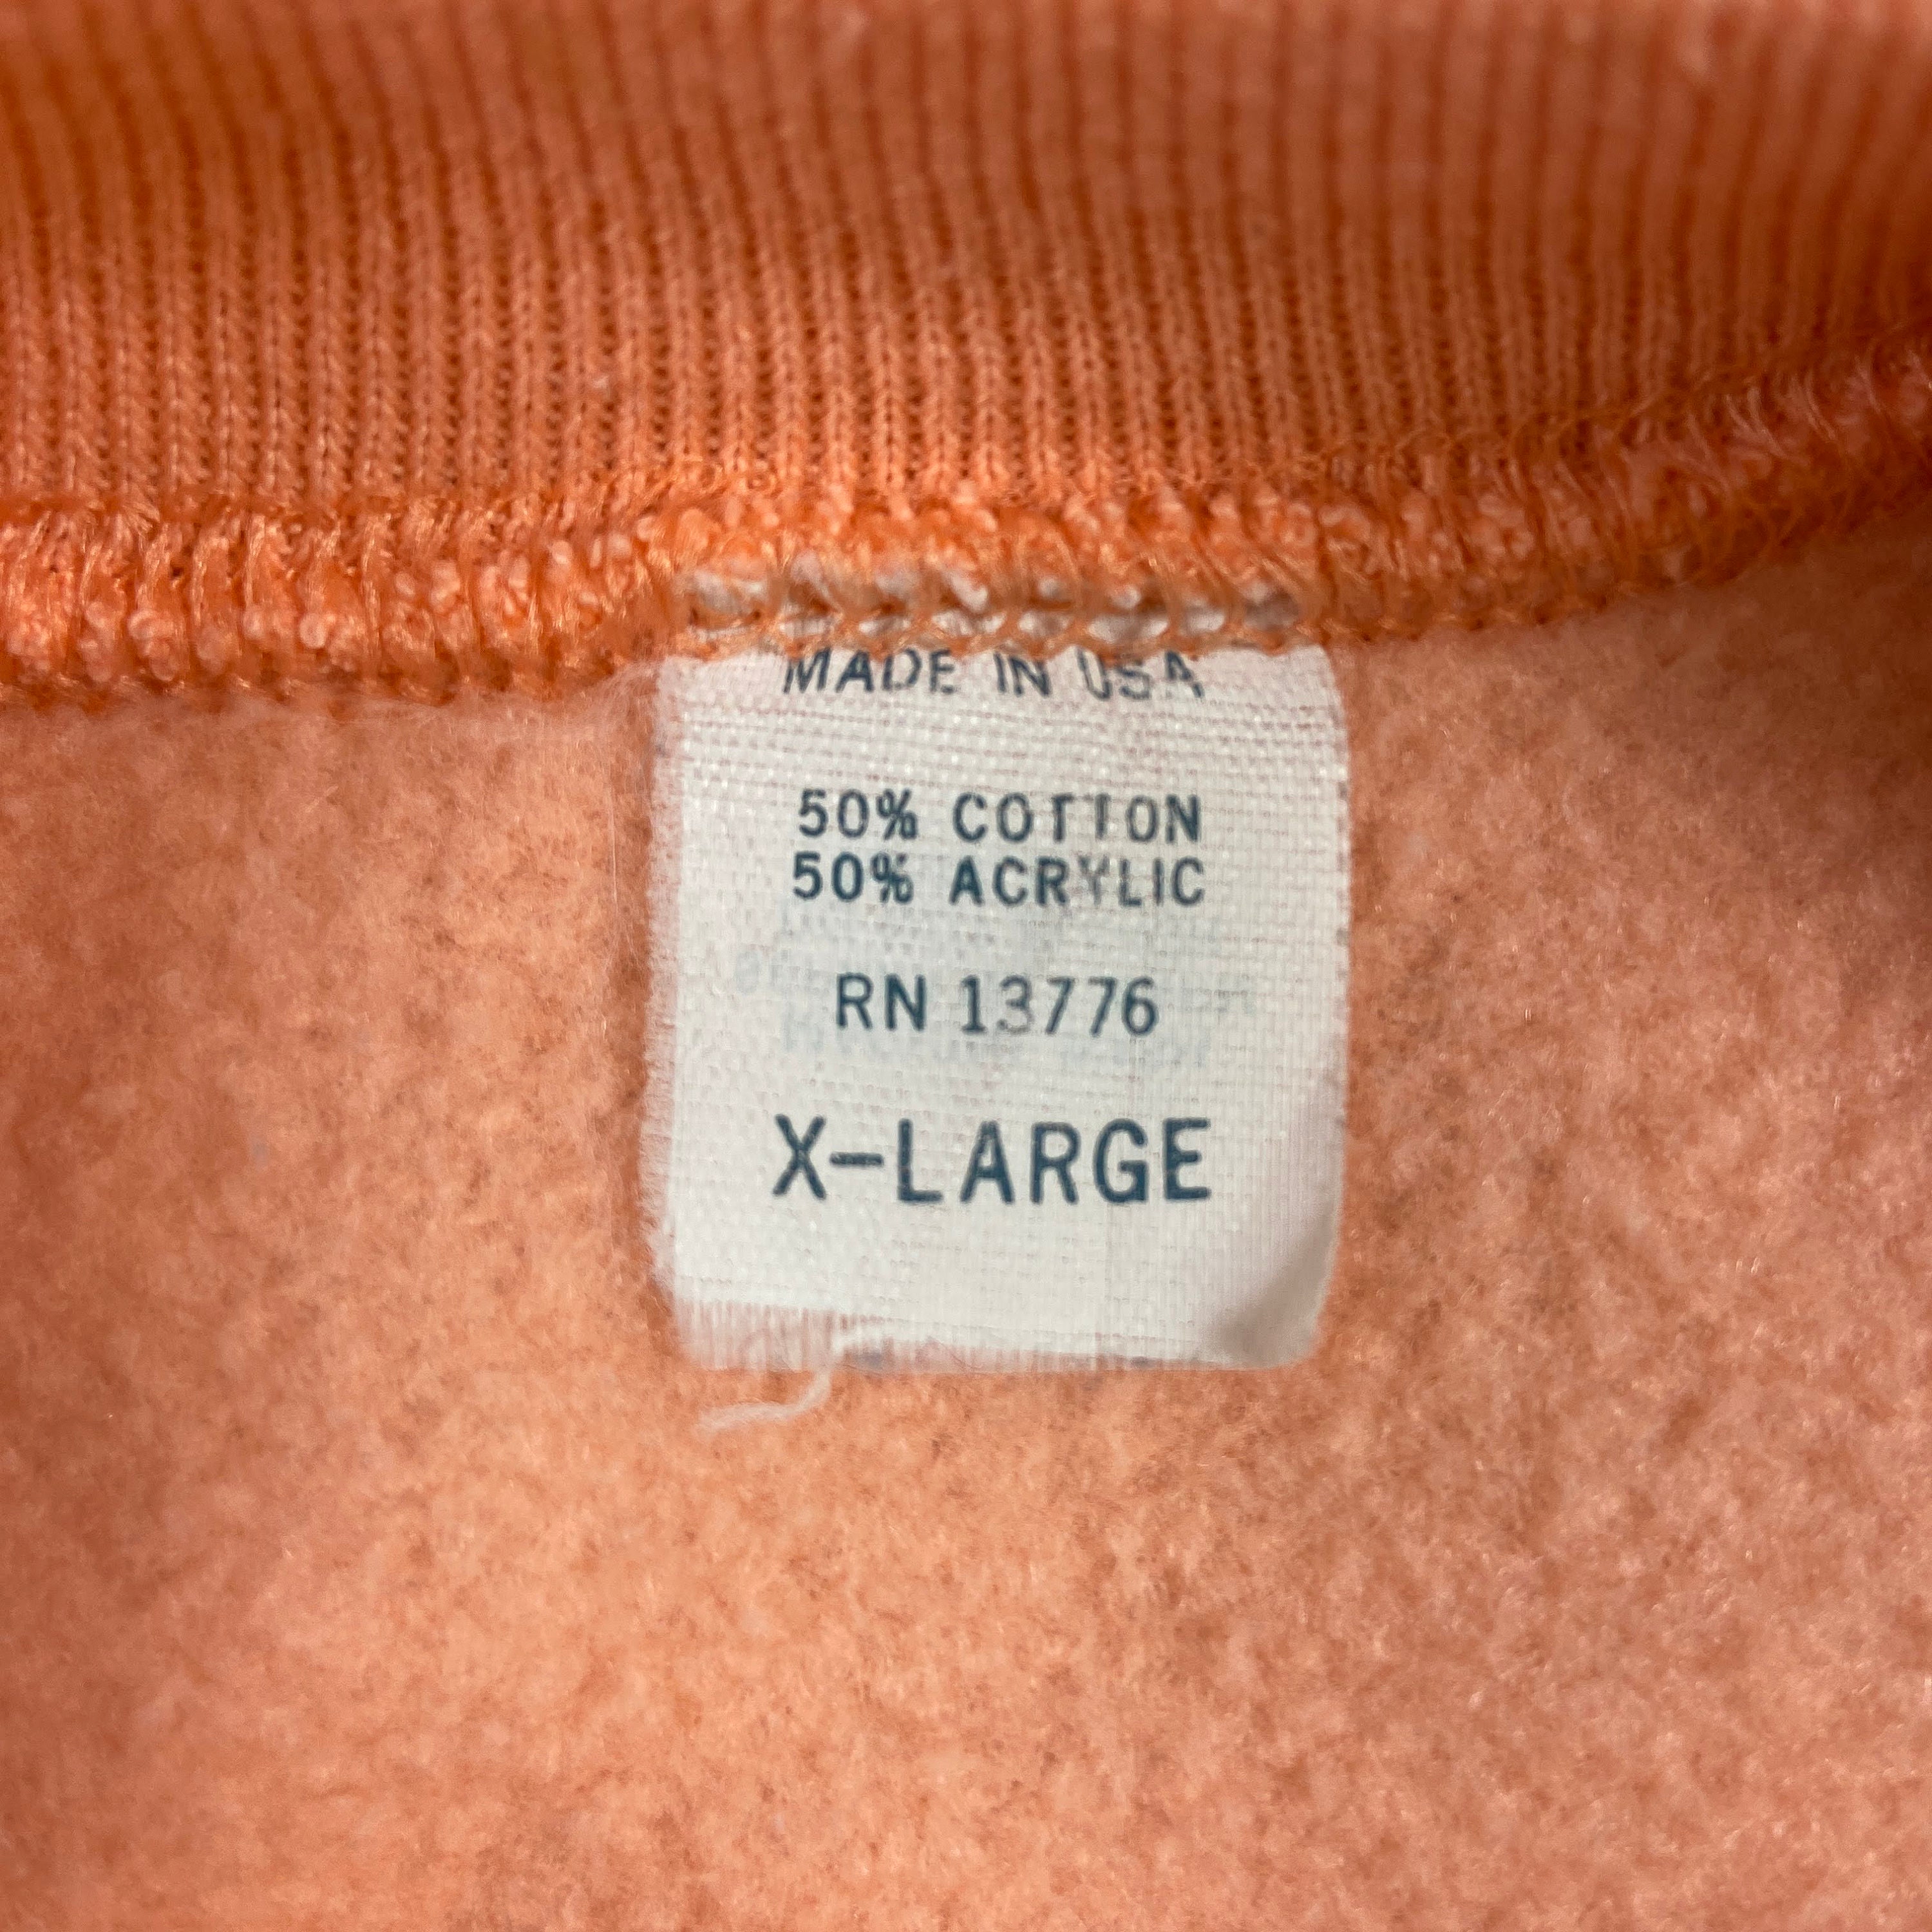 MADE IN USA
50% COTTON
50% ACRYLIC
RN 13776
X-LARGE